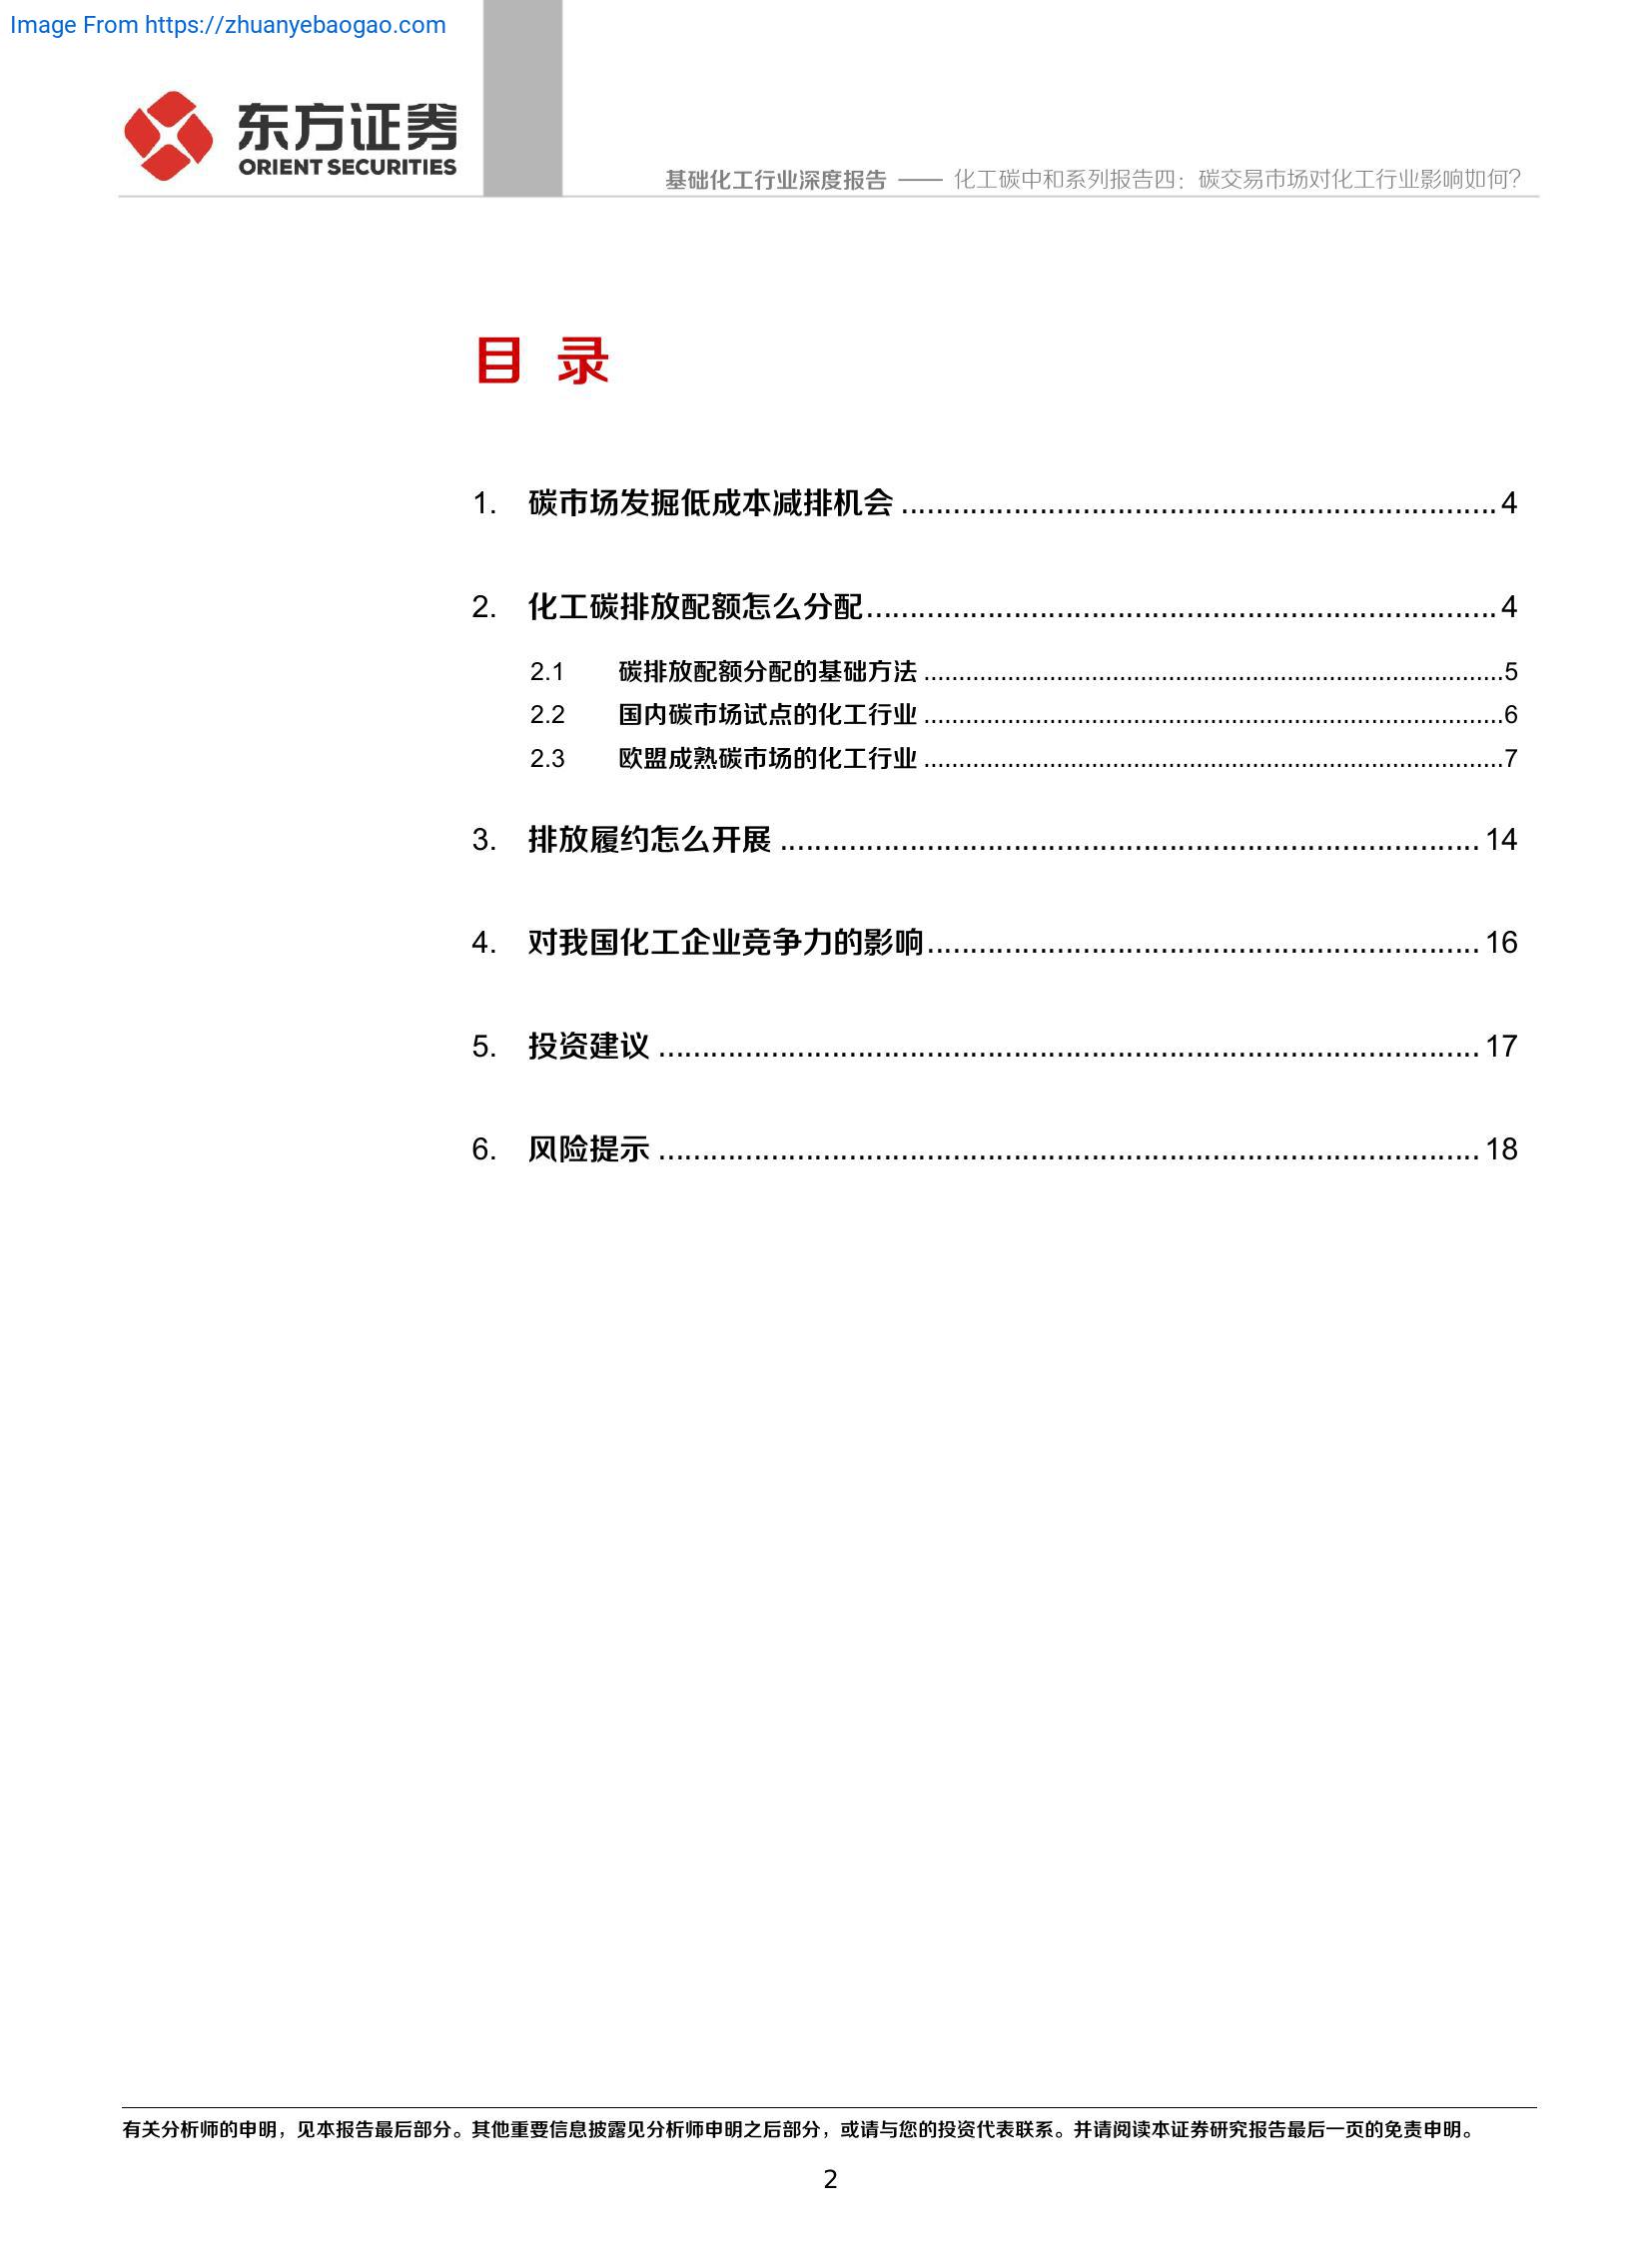 Image From https://zhuanyebaogao.com
东方证券
ORIENT SECURITIES
基础化工行业深度报告 —— 化工碳中和系列报告四：碳交易市场对化工行业影响如何？
目 录
1. 碳市场发掘低成本减排机会 ..................................................................... 4
2. 化工碳排放配额怎么分配......................................................................... 4
2.1 碳排放配额分配的基础方法 ...................................................................................5
2.2 国内碳市场试点的化工行业 ...................................................................................6
2.3 欧盟成熟碳市场的化工行业 ...................................................................................7
3. 排放履约怎么开展 ................................................................................. 14
4. 对我国化工企业竞争力的影响................................................................ 16
5. 投资建议 ............................................................................................... 17
6. 风险提示 ............................................................................................... 18
有关分析师的申明，见本报告最后部分。其他重要信息披露见分析师申明之后部分，或请与您的投资代表联系。并请阅读本证券研究报告最后一页的免责申明。
2